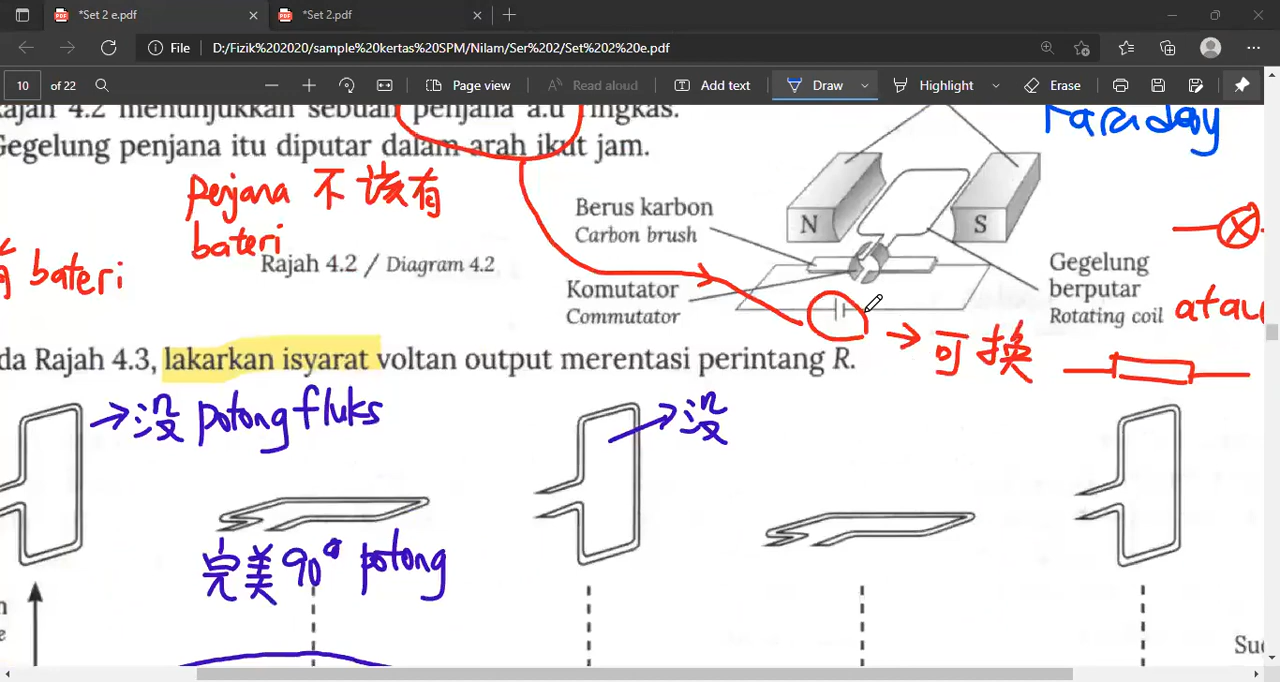 *Set 2 e.pdf
*Set 2.pdf
File
D:/Fizik%202020/sample%20kertas%20SPM/Nilam/Ser%202/Set%202%20e.pdf
10 of 22
Page view
Read aloud
Add text
Draw
Highlight
Erase
ajah 4.2 menunjukkan sebuah penjana a.u ringkas.
Gegelung penjana itu diputar dalam arah ikut jam.
Faraday
Penjana 不该有
bateri
bateri
Rajah 4.2 / Diagram 4.2
Berus karbon
Carbon brush
Komutator
Commutator
N
S
Gegelung
berputar
Rotating coil
atau
可换
da Rajah 4.3, lakarkan isyarat voltan output merentasi perintang R.
没 potong fluks
没
完美 90° potong
n
e
Su